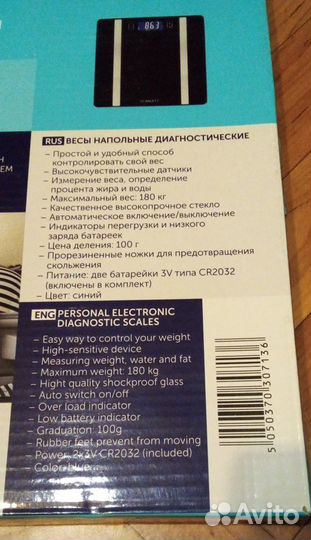 863
RUS ВЕСЫ НАПОЛЬНЫЕ ДИАГНОСТИЧЕСКИЕ
– Простой и удобный способ
контролировать свой вес
– Высокочувствительные датчики
– Измерение веса, определение
процента жира и воды
– Максимальный вес: 180 кг
– Качественное высокопрочное стекло
– Автоматическое включение/выключение
– Индикаторы перегрузки и низкого
заряда батареек
– Цена деления: 100 г
– Прорезиненные ножки для предотвращения
скольжения
– Питание: две батарейки 3V типа CR2032
(включены в комплект)
– Цвет: синий
ENG PERSONAL ELECTRONIC
DIAGNOSTIC SCALES
– Easy way to control your weight
– High-sensitive device
– Measuring weight, water and fat
– Maximum weight: 180 kg
– Hight quality shockproof glass
– Auto switch on/off
– Over load indicator
– Low battery indicator
– Graduation: 100g
– Rubber feet prevent from moving
– Power: 2x3V CR2032 (included)
– Color: blue
5 050370 307136
Avito